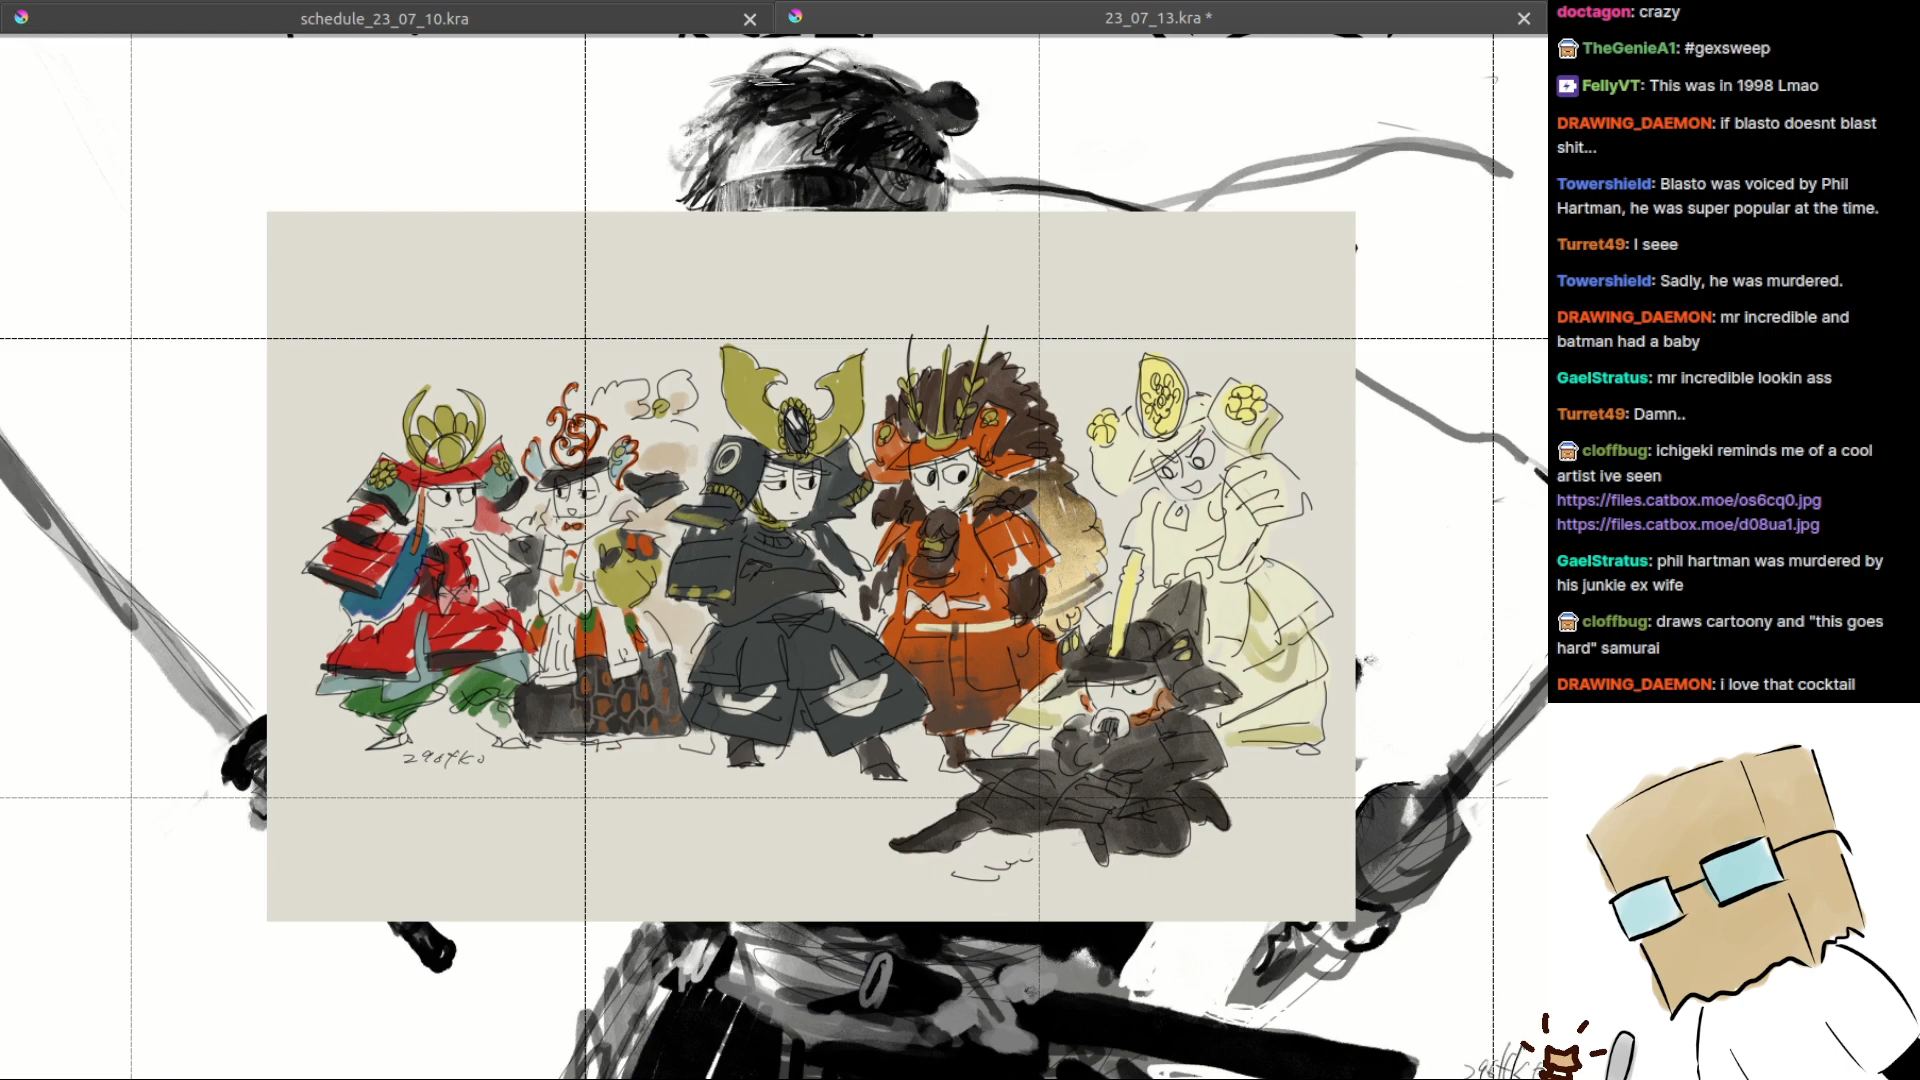 schedule_23_07_10.kra
23_07_13.kra *
doctagon: crazy
TheGenieA1: #gexsweep
FellyVT: This was in 1998 Lmao
DRAWING_DAEMON: if blasto doesnt blast
shit...
Towershield: Blasto was voiced by Phil
Hartman, he was super popular at the time.
Turret49: I seee
Towershield: Sadly, he was murdered.
DRAWING_DAEMON: mr incredible and
batman had a baby
GaelStratus: mr incredible lookin ass
Turret49: Damn..
cloffbug: ichigeki reminds me of a cool
artist ive seen
https://files.catbox.moe/os6cq0.jpg
https://files.catbox.moe/d08ua1.jpg
GaelStratus: phil hartman was murdered by
his junkie ex wife
cloffbug: draws cartoony and "this goes
hard" samurai
DRAWING_DAEMON: i love that cocktail